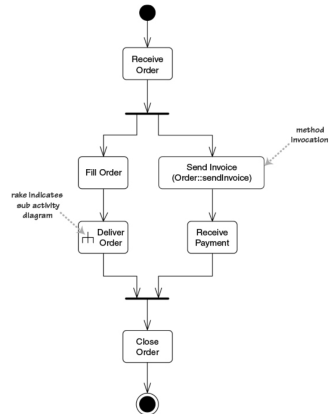 Receive
Order
method
invocation
Fill Order
Send Invoice
(Order::sendInvoice)
rake indicates
sub activity
diagram
Deliver
Order
Receive
Payment
Close
Order